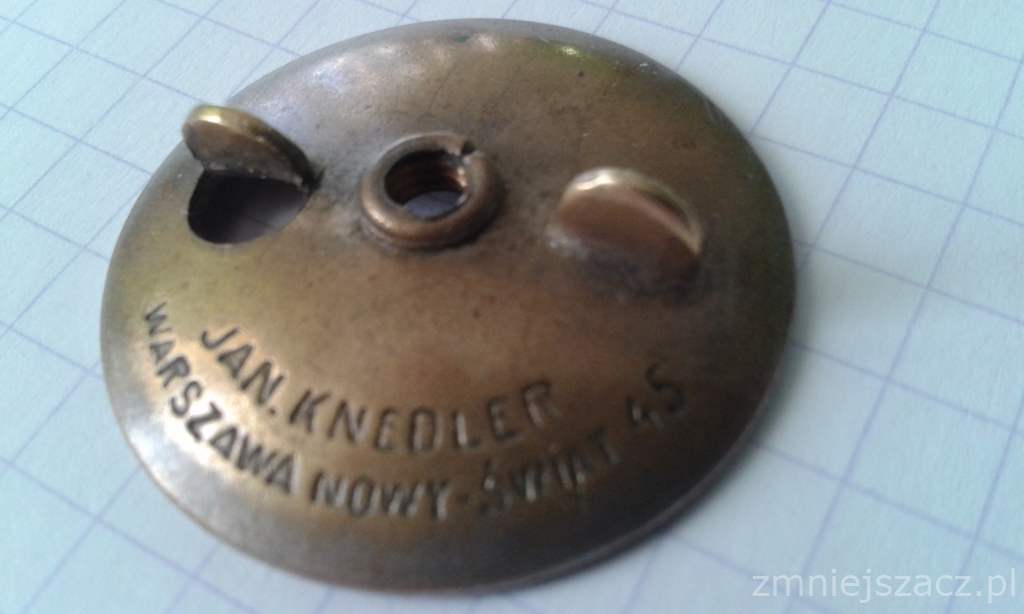 JAN. KNEDLER
WARSZAWA NOWY-ŚWIAT 45
zmniejszacz.pl